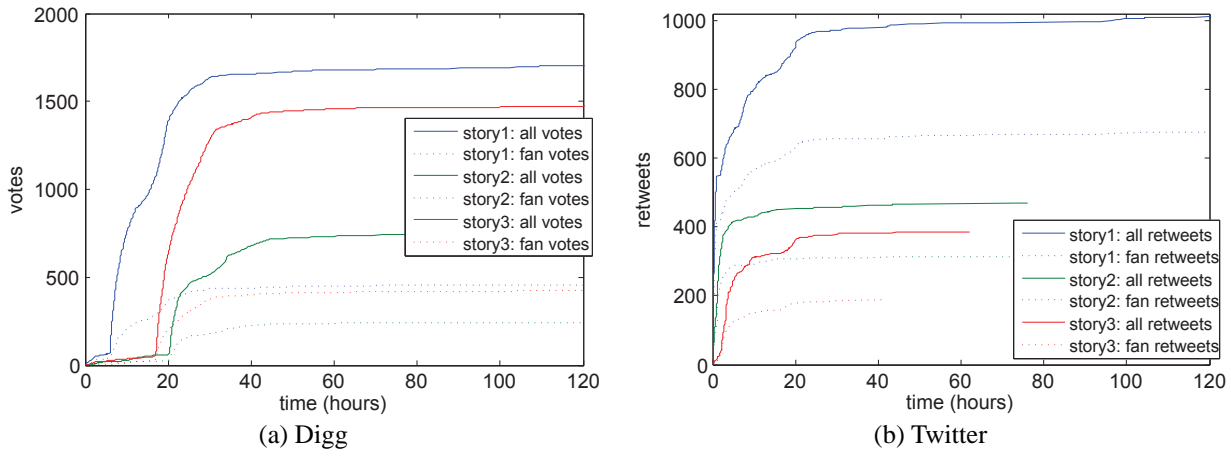 2000
1500
1000
500
0
votes
0 20 40 60 80 100 120
time (hours)
story1: all votes
story1: fan votes
story2: all votes
story2: fan votes
story3: all votes
story3: fan votes
(a) Digg
1000
800
600
400
200
0
retweets
0 20 40 60 80 100 120
time (hours)
story1: all retweets
story1: fan retweets
story2: all retweets
story2: fan retweets
story3: all retweets
story3: fan retweets
(b) Twitter